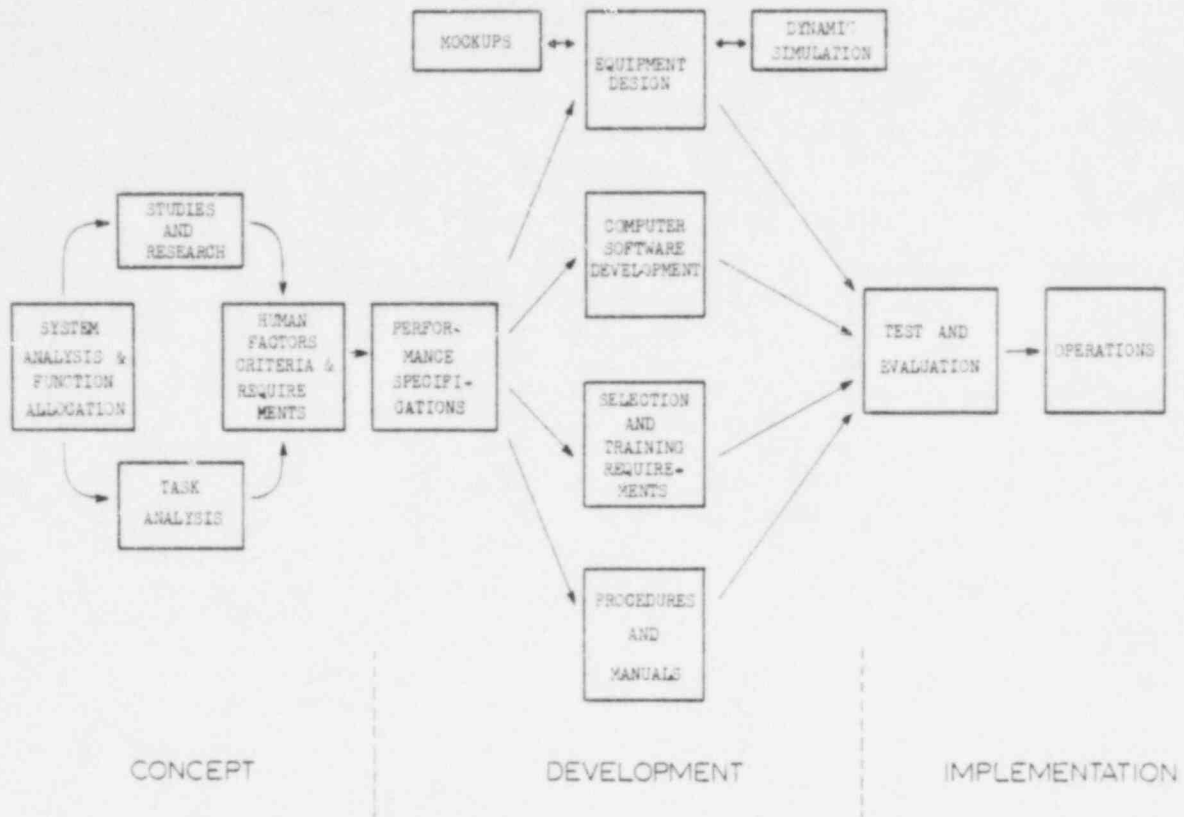 MOCKUPS
EQUIPMENT
DESIGN
SIMULATION
STUDIES
AND
RESEARCH
COMPUTER
SOFTWARE
DEVELOPMENT
SYSTEM
ANALYSIS &
FUNCTION
ALLOCATION
HUMAN
FACTORS
CRITERIA &
REQUIRE
MENTS
PERFOR-
MANCE
SPECIFI-
CATIONS
TEST AND
EVALUATION
OPERATIONS
SELECTION
AND
TRAINING
REQUIRE-
MENTS
TASK
ANALYSIS
PROCEDURES
AND
MANUALS
CONCEPT
DEVELOPMENT
IMPLEMENTATION